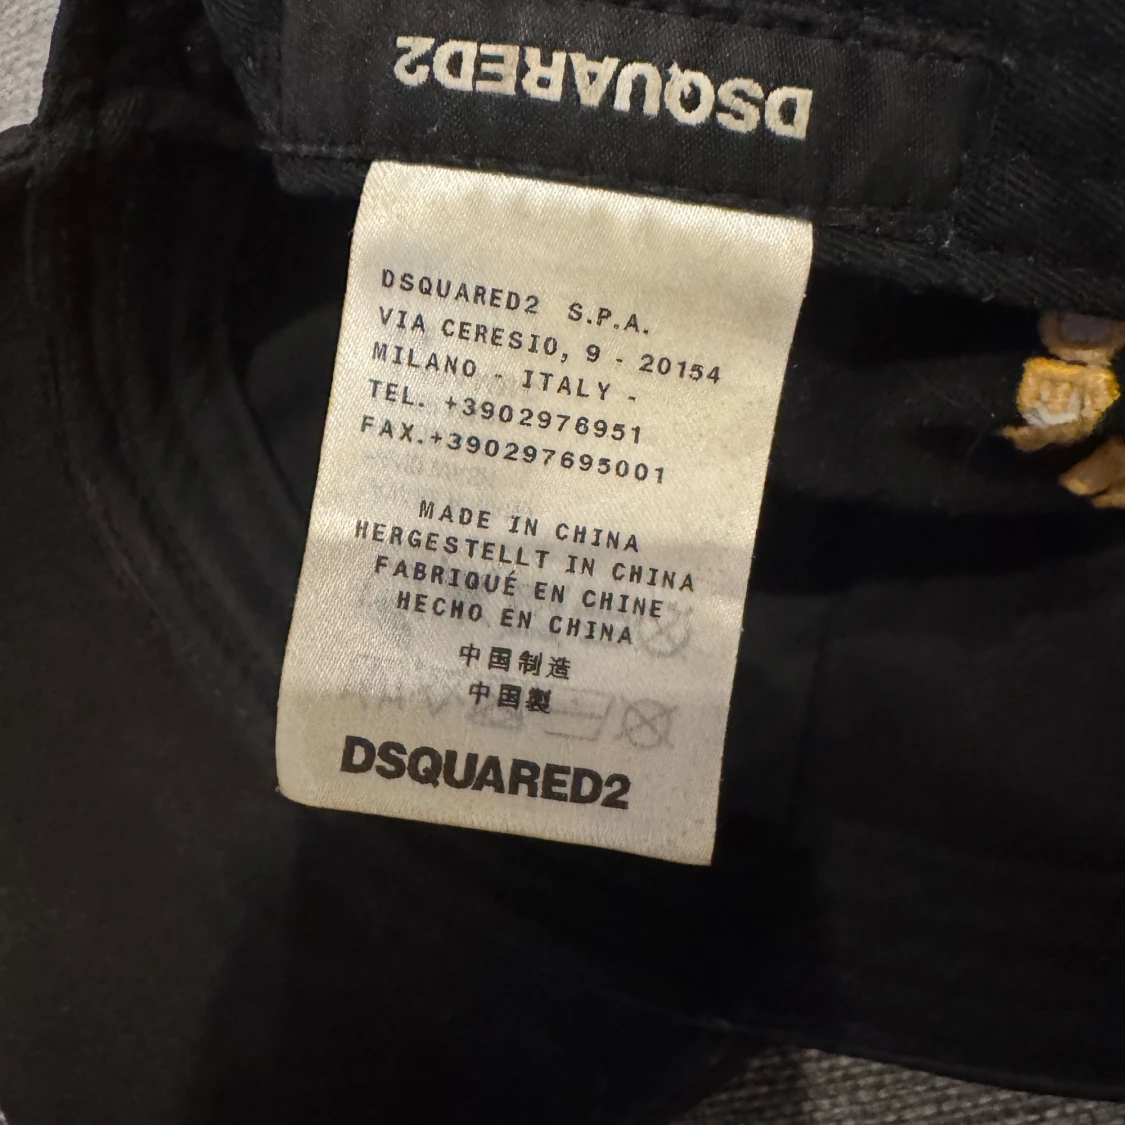 DSQUARED2
DSQUARED2 S.P.A.
VIA CERESIO, 9 - 20154
MILANO - ITALY -
TEL. +3902976951
FAX.+390297695001
MADE IN CHINA
HERGESTELLT IN CHINA
FABRIQUÉ EN CHINE
HECHO EN CHINA
中国制造
中国製
DSQUARED2